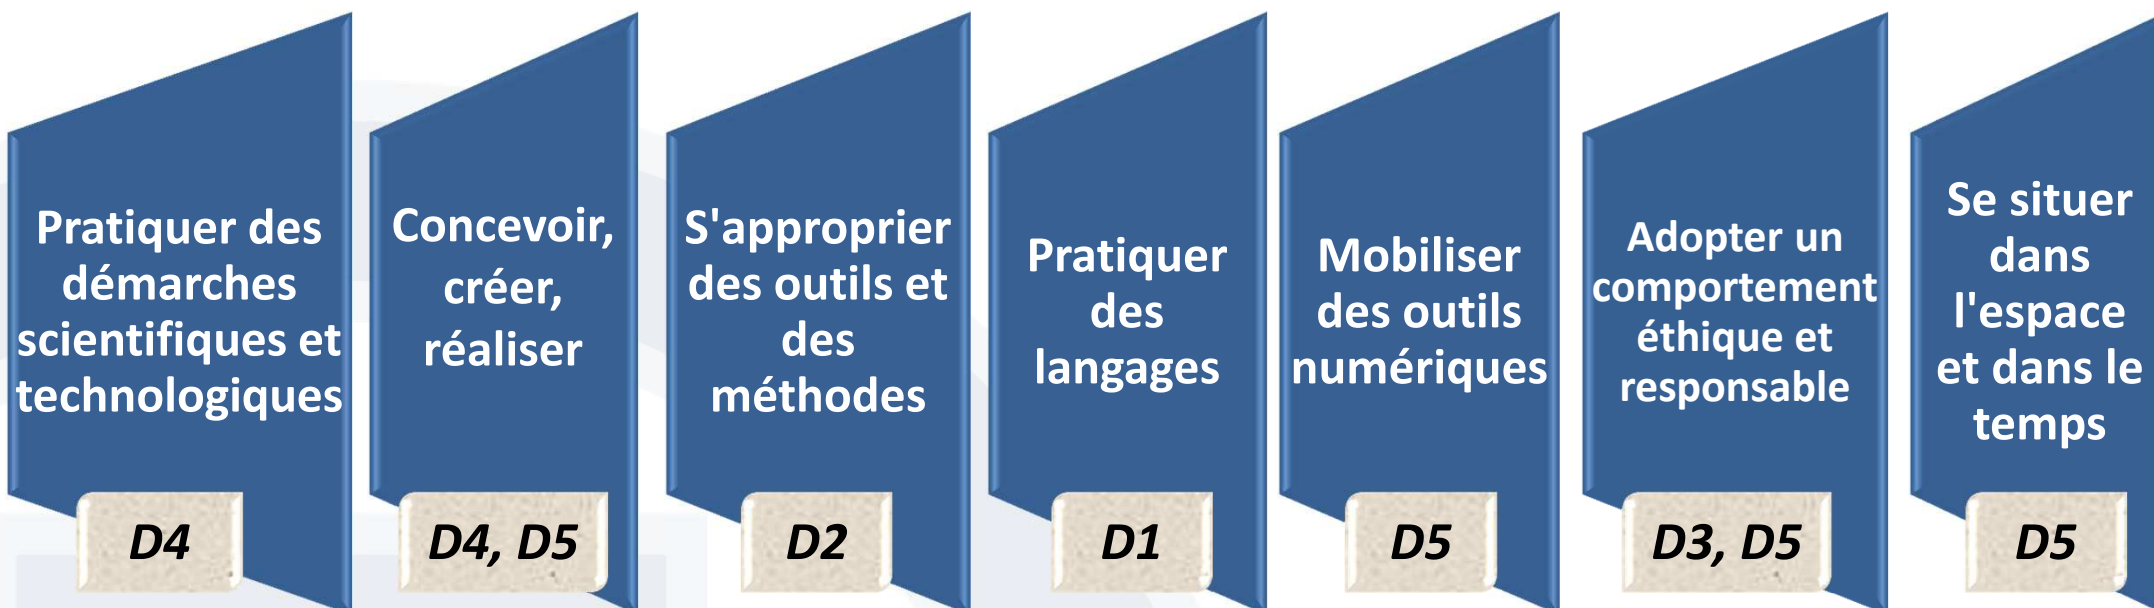 Pratiquer des
démarches
scientifiques et
technologiques
D4
Concevoir,
créer,
réaliser
D4, D5
S'approprier
des outils et
des
méthodes
D2
Pratiquer
des
langages
D1
Mobiliser
des outils
numériques
D5
Adopter un
comportement
éthique et
responsable
D3, D5
Se situer
dans
l'espace
et dans le
temps
D5